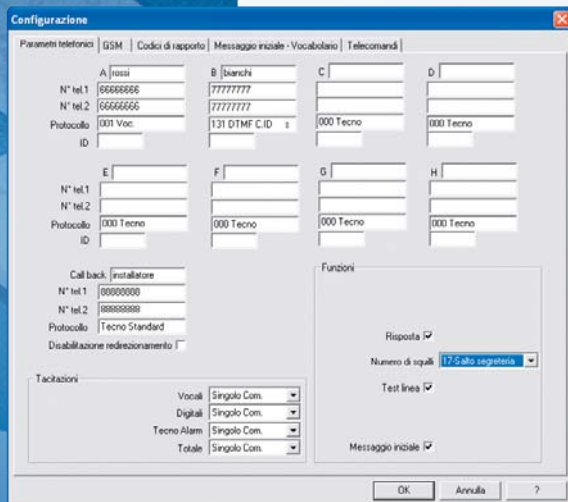 Configurazione
Parametri telefonici GSM Codici di rapporto Messaggio iniziale - Vocabolario Telecomandi
A rossi B bianchi C D
N° tel.1 66666666 77777777
N° tel.2 66666666 77777777
Protocollo 001 Voc. 131 DTMF C.ID s 000 Tecno 000 Tecno
ID
E F G H
N° tel.1
N° tel.2
Protocollo 000 Tecno 000 Tecno 000 Tecno 000 Tecno
ID
Call back installatore
N° tel.1 88888888
N° tel.2 88888888
Protocollo Tecno Standard
Disabilitazione redirezionamento
Funzioni
Risposta
Numero di squilli 17-Salto segreteria
Test linea
Messaggio iniziale
Tacitazioni
Vocali Singolo Com.
Digitali Singolo Com.
Tecno Alarm Singolo Com.
Totale Singolo Com.
OK Annulla ?